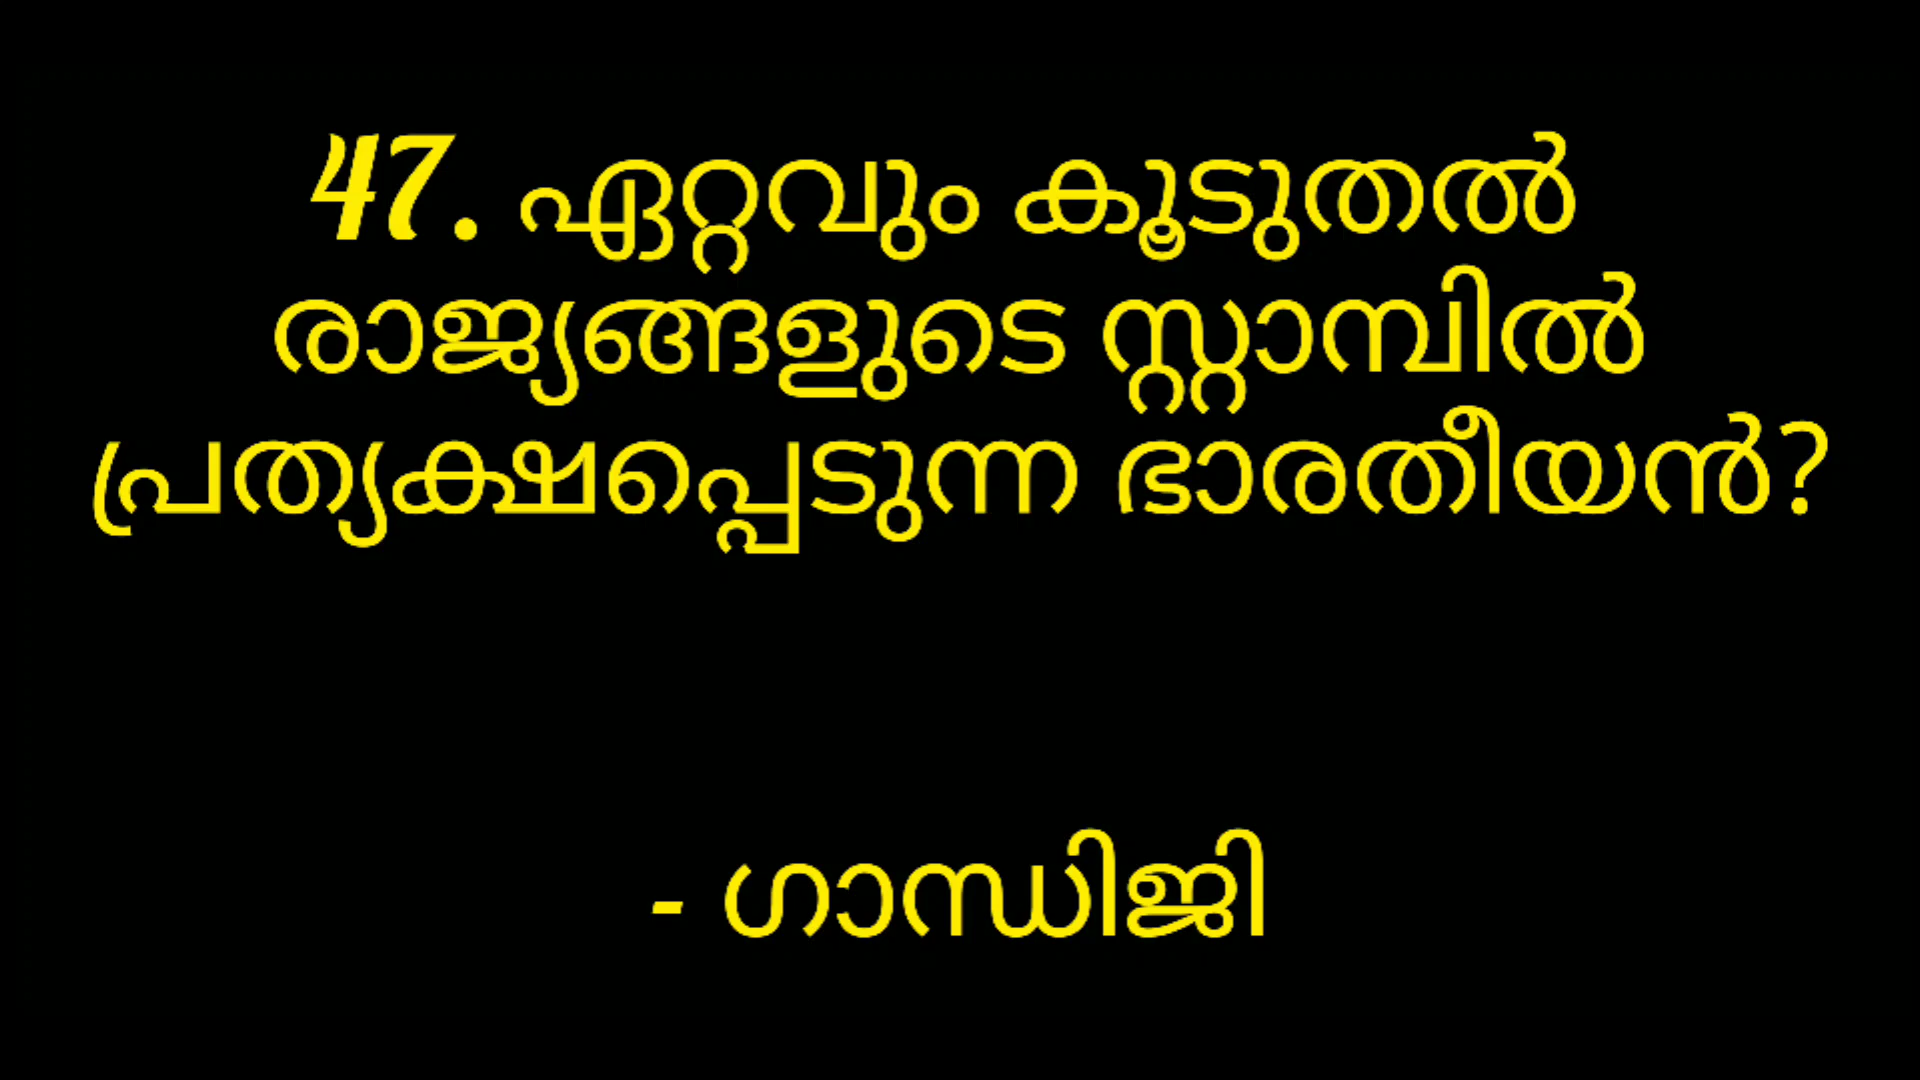 47. ഏറ്റവും കൂടുതൽ
രാജ്യങ്ങളുടെ സ്റ്റാമ്പിൽ
പ്രത്യക്ഷപ്പെടുന്ന ഭാരതീയൻ?
- ഗാന്ധിജി